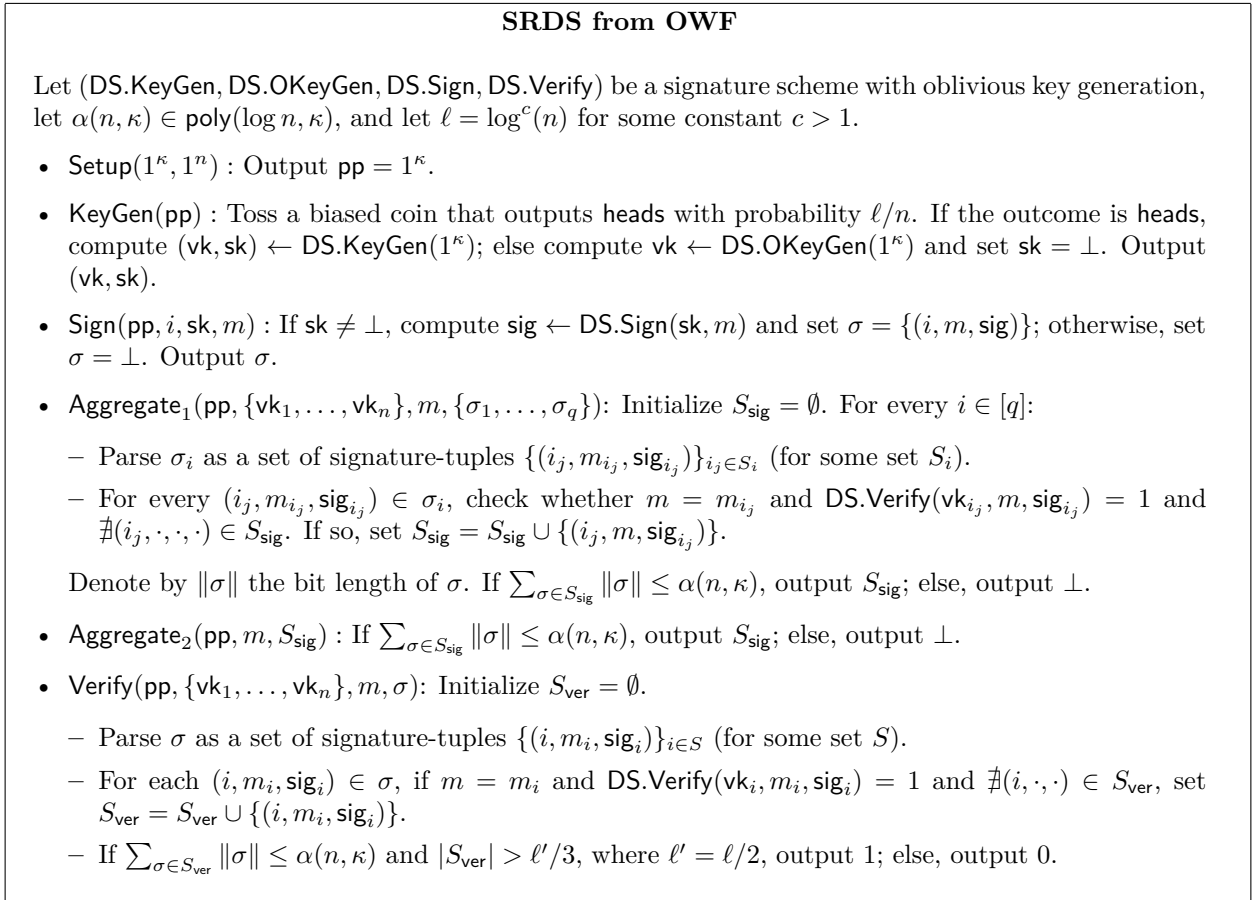 SRDS from OWF
Let (DS.KeyGen, DS.OKeyGen, DS.Sign, DS.Verify) be a signature scheme with oblivious key generation,
let α(n, κ) ∈ poly(log n, κ), and let ℓ = log^c(n) for some constant c > 1.
• Setup(1^κ, 1^n) : Output pp = 1^κ.
• KeyGen(pp) : Toss a biased coin that outputs heads with probability ℓ/n. If the outcome is heads,
compute (vk, sk) ← DS.KeyGen(1^κ); else compute vk ← DS.OKeyGen(1^κ) and set sk = ⊥. Output
(vk, sk).
• Sign(pp, i, sk, m) : If sk ≠ ⊥, compute sig ← DS.Sign(sk, m) and set σ = {(i, m, sig)}; otherwise, set
σ = ⊥. Output σ.
• Aggregate_1(pp, {vk_1, . . . , vk_n}, m, {σ_1, . . . , σ_q}): Initialize S_sig = ∅. For every i ∈ [q]:
– Parse σ_i as a set of signature-tuples {(i_j, m_{i_j}, sig_{i_j})}_{i_j∈S_i} (for some set S_i).
– For every (i_j, m_{i_j}, sig_{i_j}) ∈ σ_i, check whether m = m_{i_j} and DS.Verify(vk_{i_j}, m, sig_{i_j}) = 1 and
∄(i_j, ·, ·, ·) ∈ S_sig. If so, set S_sig = S_sig ∪ {(i_j, m, sig_{i_j})}.
Denote by ‖σ‖ the bit length of σ. If ∑_{σ∈S_sig} ‖σ‖ ≤ α(n, κ), output S_sig; else, output ⊥.
• Aggregate_2(pp, m, S_sig) : If ∑_{σ∈S_sig} ‖σ‖ ≤ α(n, κ), output S_sig; else, output ⊥.
• Verify(pp, {vk_1, . . . , vk_n}, m, σ): Initialize S_ver = ∅.
– Parse σ as a set of signature-tuples {(i, m_i, sig_i)}_{i∈S} (for some set S).
– For each (i, m_i, sig_i) ∈ σ, if m = m_i and DS.Verify(vk_i, m_i, sig_i) = 1 and ∄(i, ·, ·) ∈ S_ver, set
S_ver = S_ver ∪ {(i, m_i, sig_i)}.
– If ∑_{σ∈S_ver} ‖σ‖ ≤ α(n, κ) and |S_ver| > ℓ′/3, where ℓ′ = ℓ/2, output 1; else, output 0.